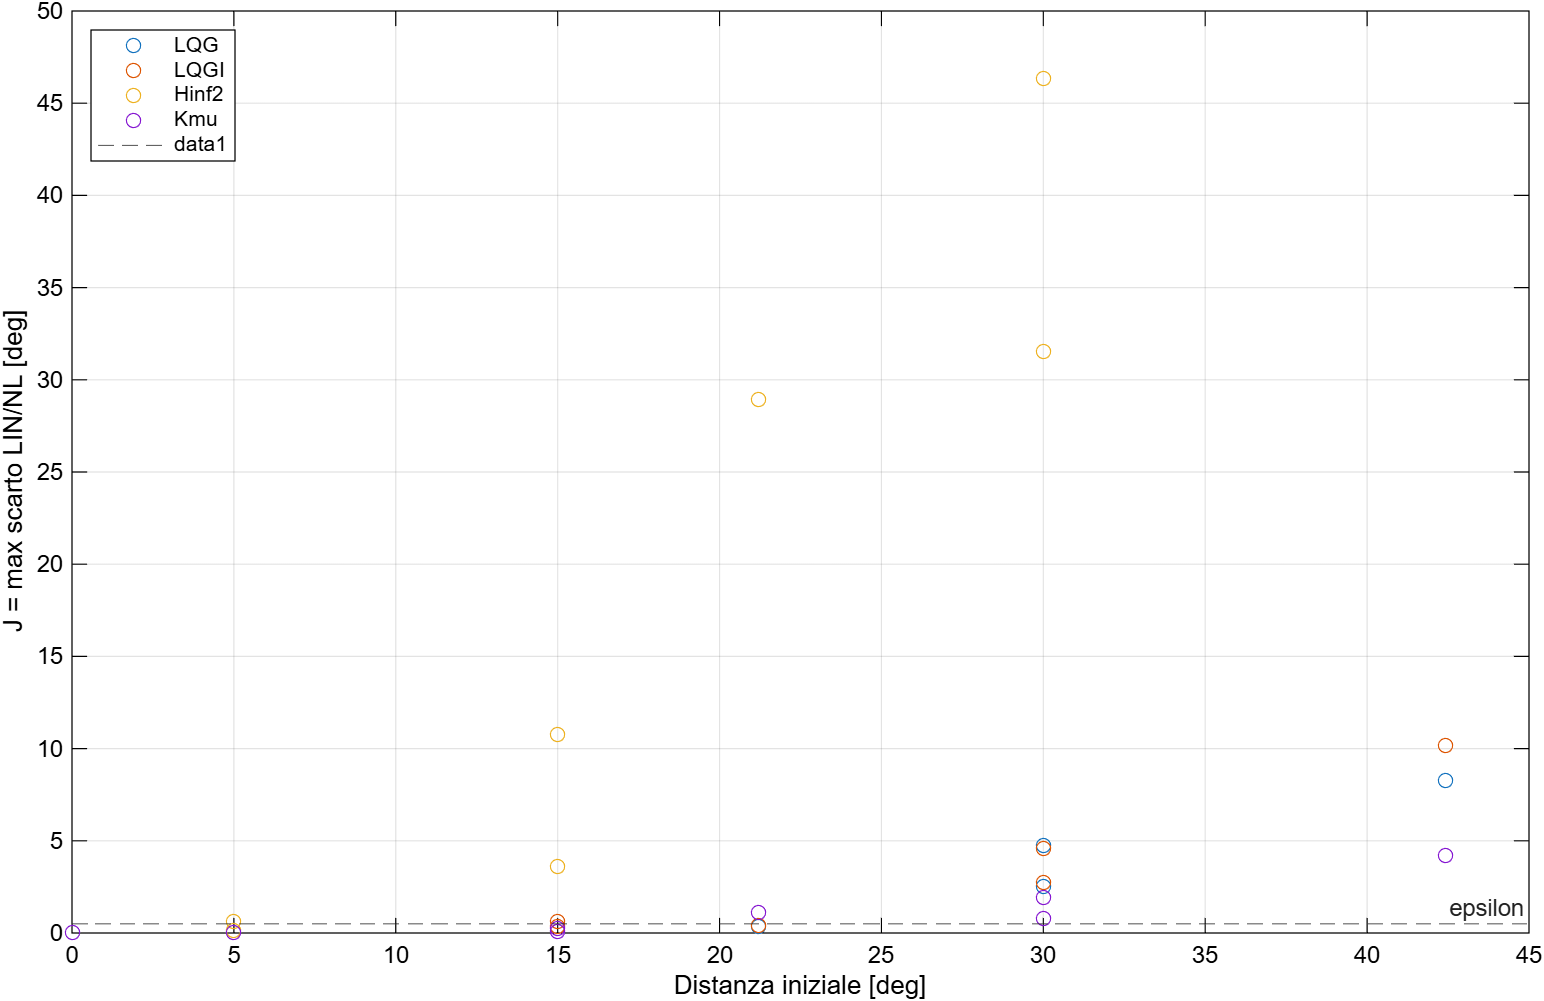 50
45
40
35
30
25
20
15
10
5
0
J = max scarto LIN/NL [deg]
LQG
LQGI
Hinf2
Kmu
data1
epsilon
0 5 10 15 20 25 30 35 40 45
Distanza iniziale [deg]